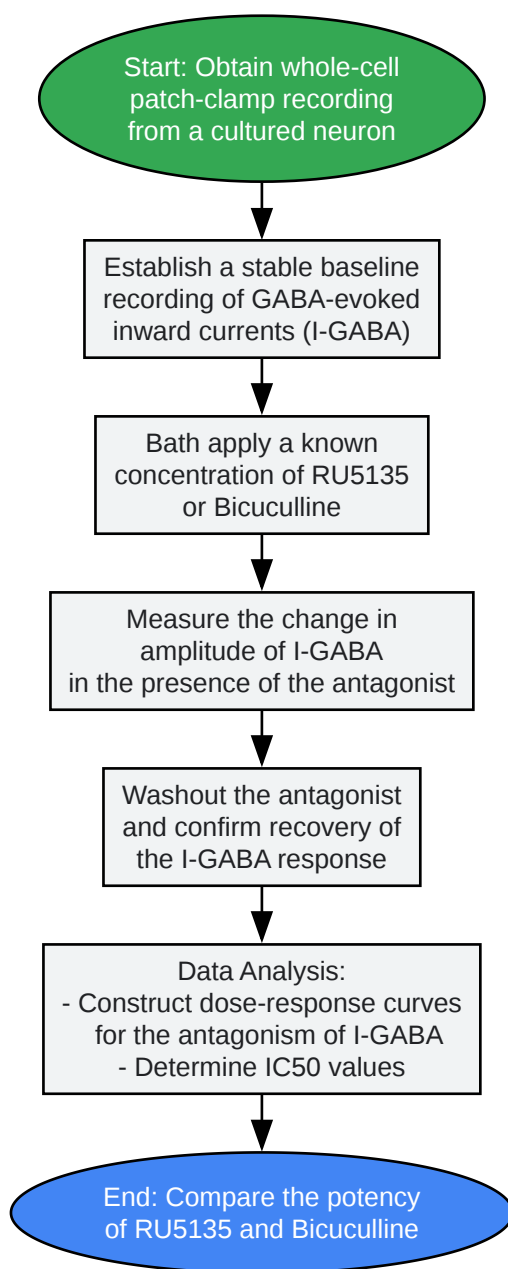 Start: Obtain whole-cell
patch-clamp recording
from a cultured neuron
Establish a stable baseline
recording of GABA-evoked
inward currents (I-GABA)
Bath apply a known
concentration of RU5135
or Bicuculline
Measure the change in
amplitude of I-GABA
in the presence of the antagonist
Washout the antagonist
and confirm recovery of
the I-GABA response
Data Analysis:
- Construct dose-response curves
for the antagonism of I-GABA
- Determine IC50 values
End: Compare the potency
of RU5135 and Bicuculline